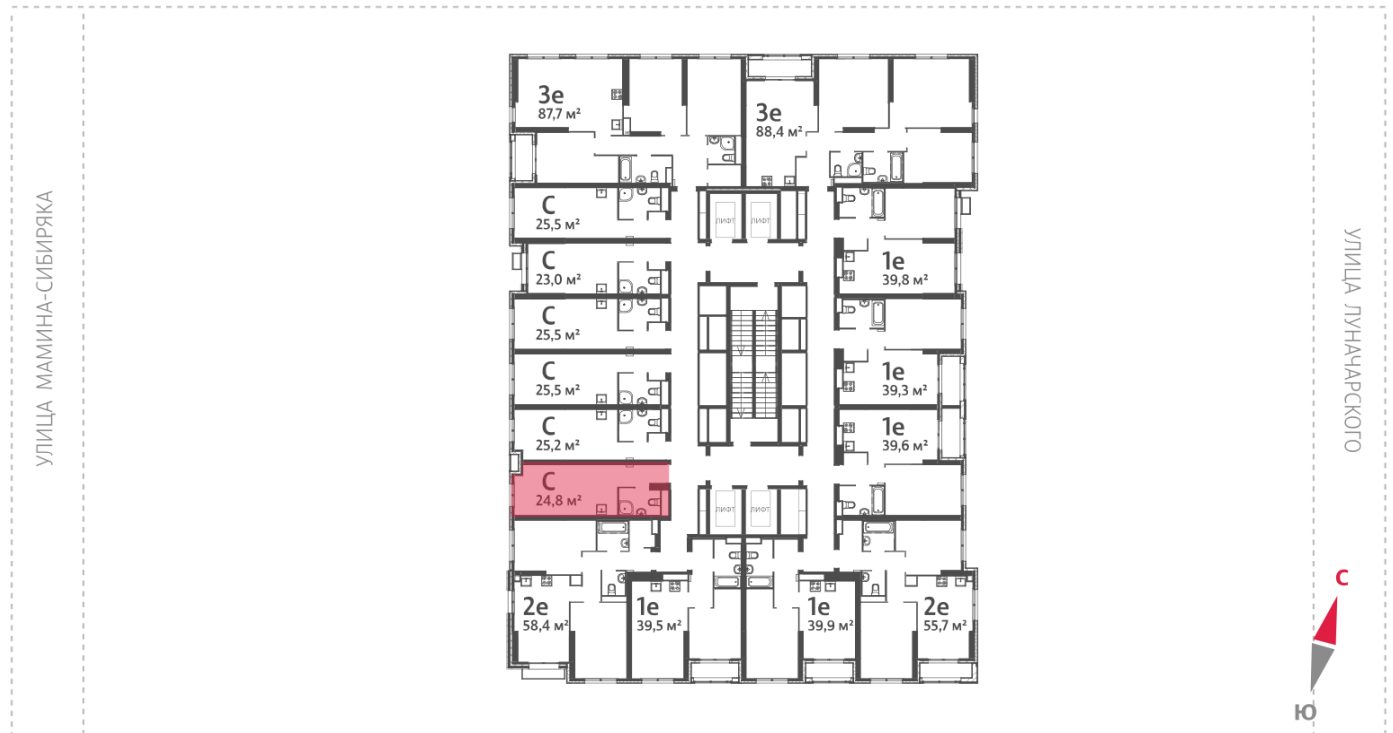 УЛИЦА МАМИНА-СИБИРЯКА
3е
87,7 м²
3е
88,4 м²
С
25,5 м²
ЛИФТ
ЛИФТ
С
23,0 м²
1е
39,8 м²
С
25,5 м²
С
25,5 м²
1е
39,3 м²
С
25,2 м²
1е
39,6 м²
С
24,8 м²
ЛИФТ
ЛИФТ
2е
58,4 м²
1е
39,5 м²
1е
39,9 м²
2е
55,7 м²
УЛИЦА ЛУНАЧАРСКОГО
С
Ю